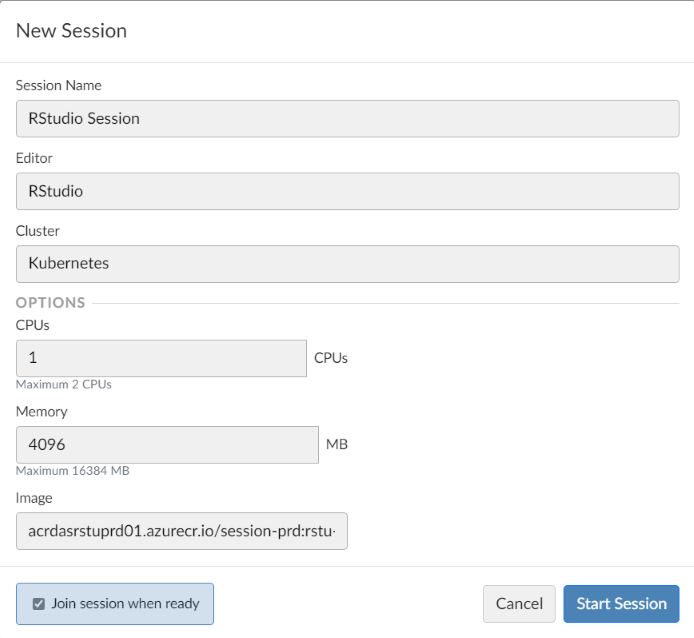 New Session
Session Name
RStudio Session
Editor
RStudio
Cluster
Kubernetes
OPTIONS
CPUs
1 CPUs
Maximum 2 CPUs
Memory
4096 MB
Maximum 16384 MB
Image
acrdasrstuprd01.azurecr.io/session-prd:rstu-
Join session when ready Cancel Start Session